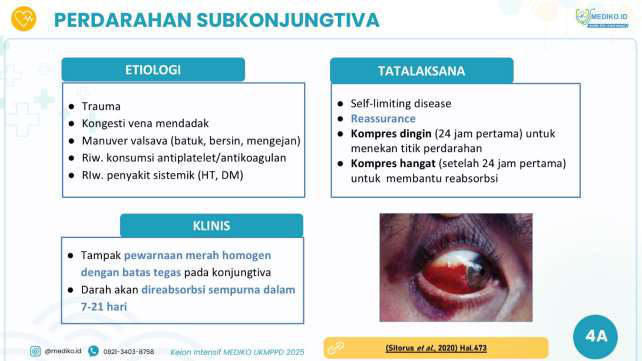 PERDARAHAN SUBKONJUNGTIVA
MEDIKO.ID
ETIOLOGI
● Trauma
● Kongesti vena mendadak
● Manuver valsava (batuk, bersin, mengejan)
● Riw. konsumsi antiplatelet/antikoagulan
● RIw. penyakit sistemik (HT, DM)
TATALAKSANA
● Self-limiting disease
● Reassurance
● Kompres dingin (24 jam pertama) untuk
menekan titik perdarahan
● Kompres hangat (setelah 24 jam pertama)
untuk membantu reabsorbsi
KLINIS
● Tampak pewarnaan merah homogen
dengan batas tegas pada konjungtiva
● Darah akan direabsorbsi sempurna dalam
7-21 hari
@mediko.id
0821-3403-8758
Kelon Intensif MEDIKO UKMPPD 2025
(Sitorus et al., 2020) Hal.473
4A